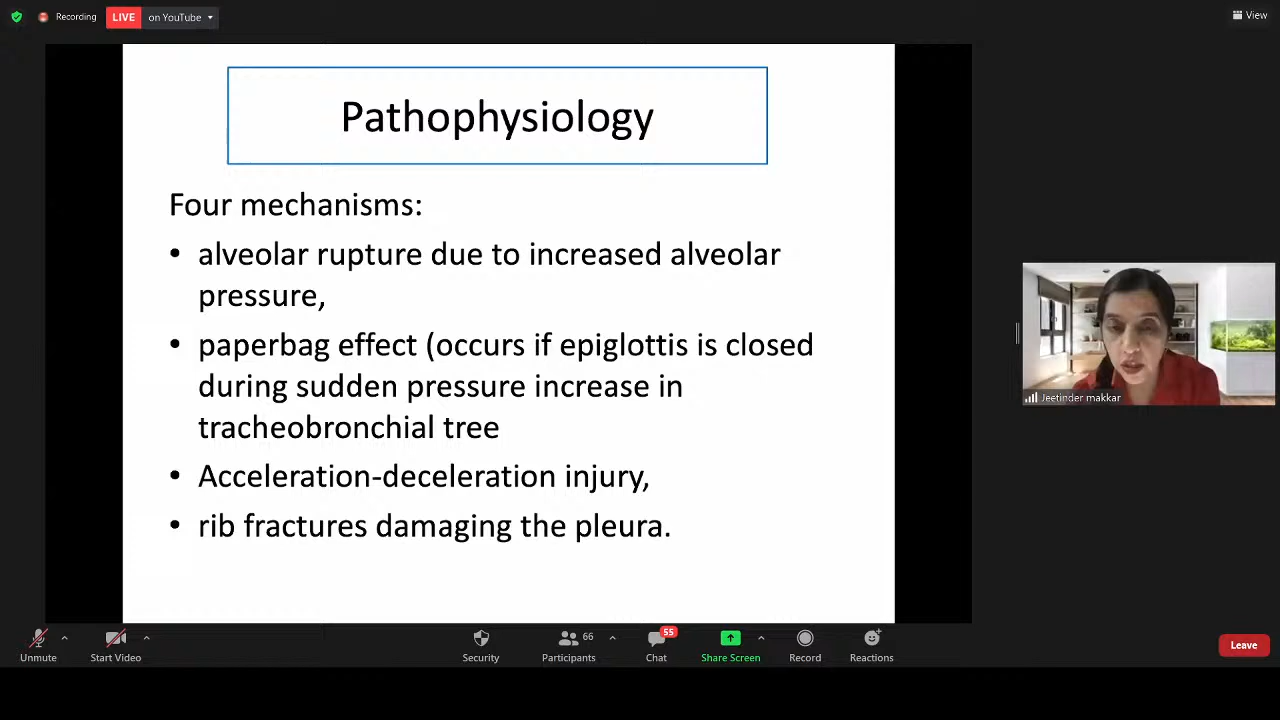 Recording
LIVE
on YouTube
View
Pathophysiology
Four mechanisms:
• alveolar rupture due to increased alveolar
pressure,
• paperbag effect (occurs if epiglottis is closed
during sudden pressure increase in
tracheobronchial tree
• Acceleration-deceleration injury,
• rib fractures damaging the pleura.
Jeetinder makkar
Unmute
Start Video
Security
Participants
66
Chat
55
Share Screen
Record
Reactions
Leave